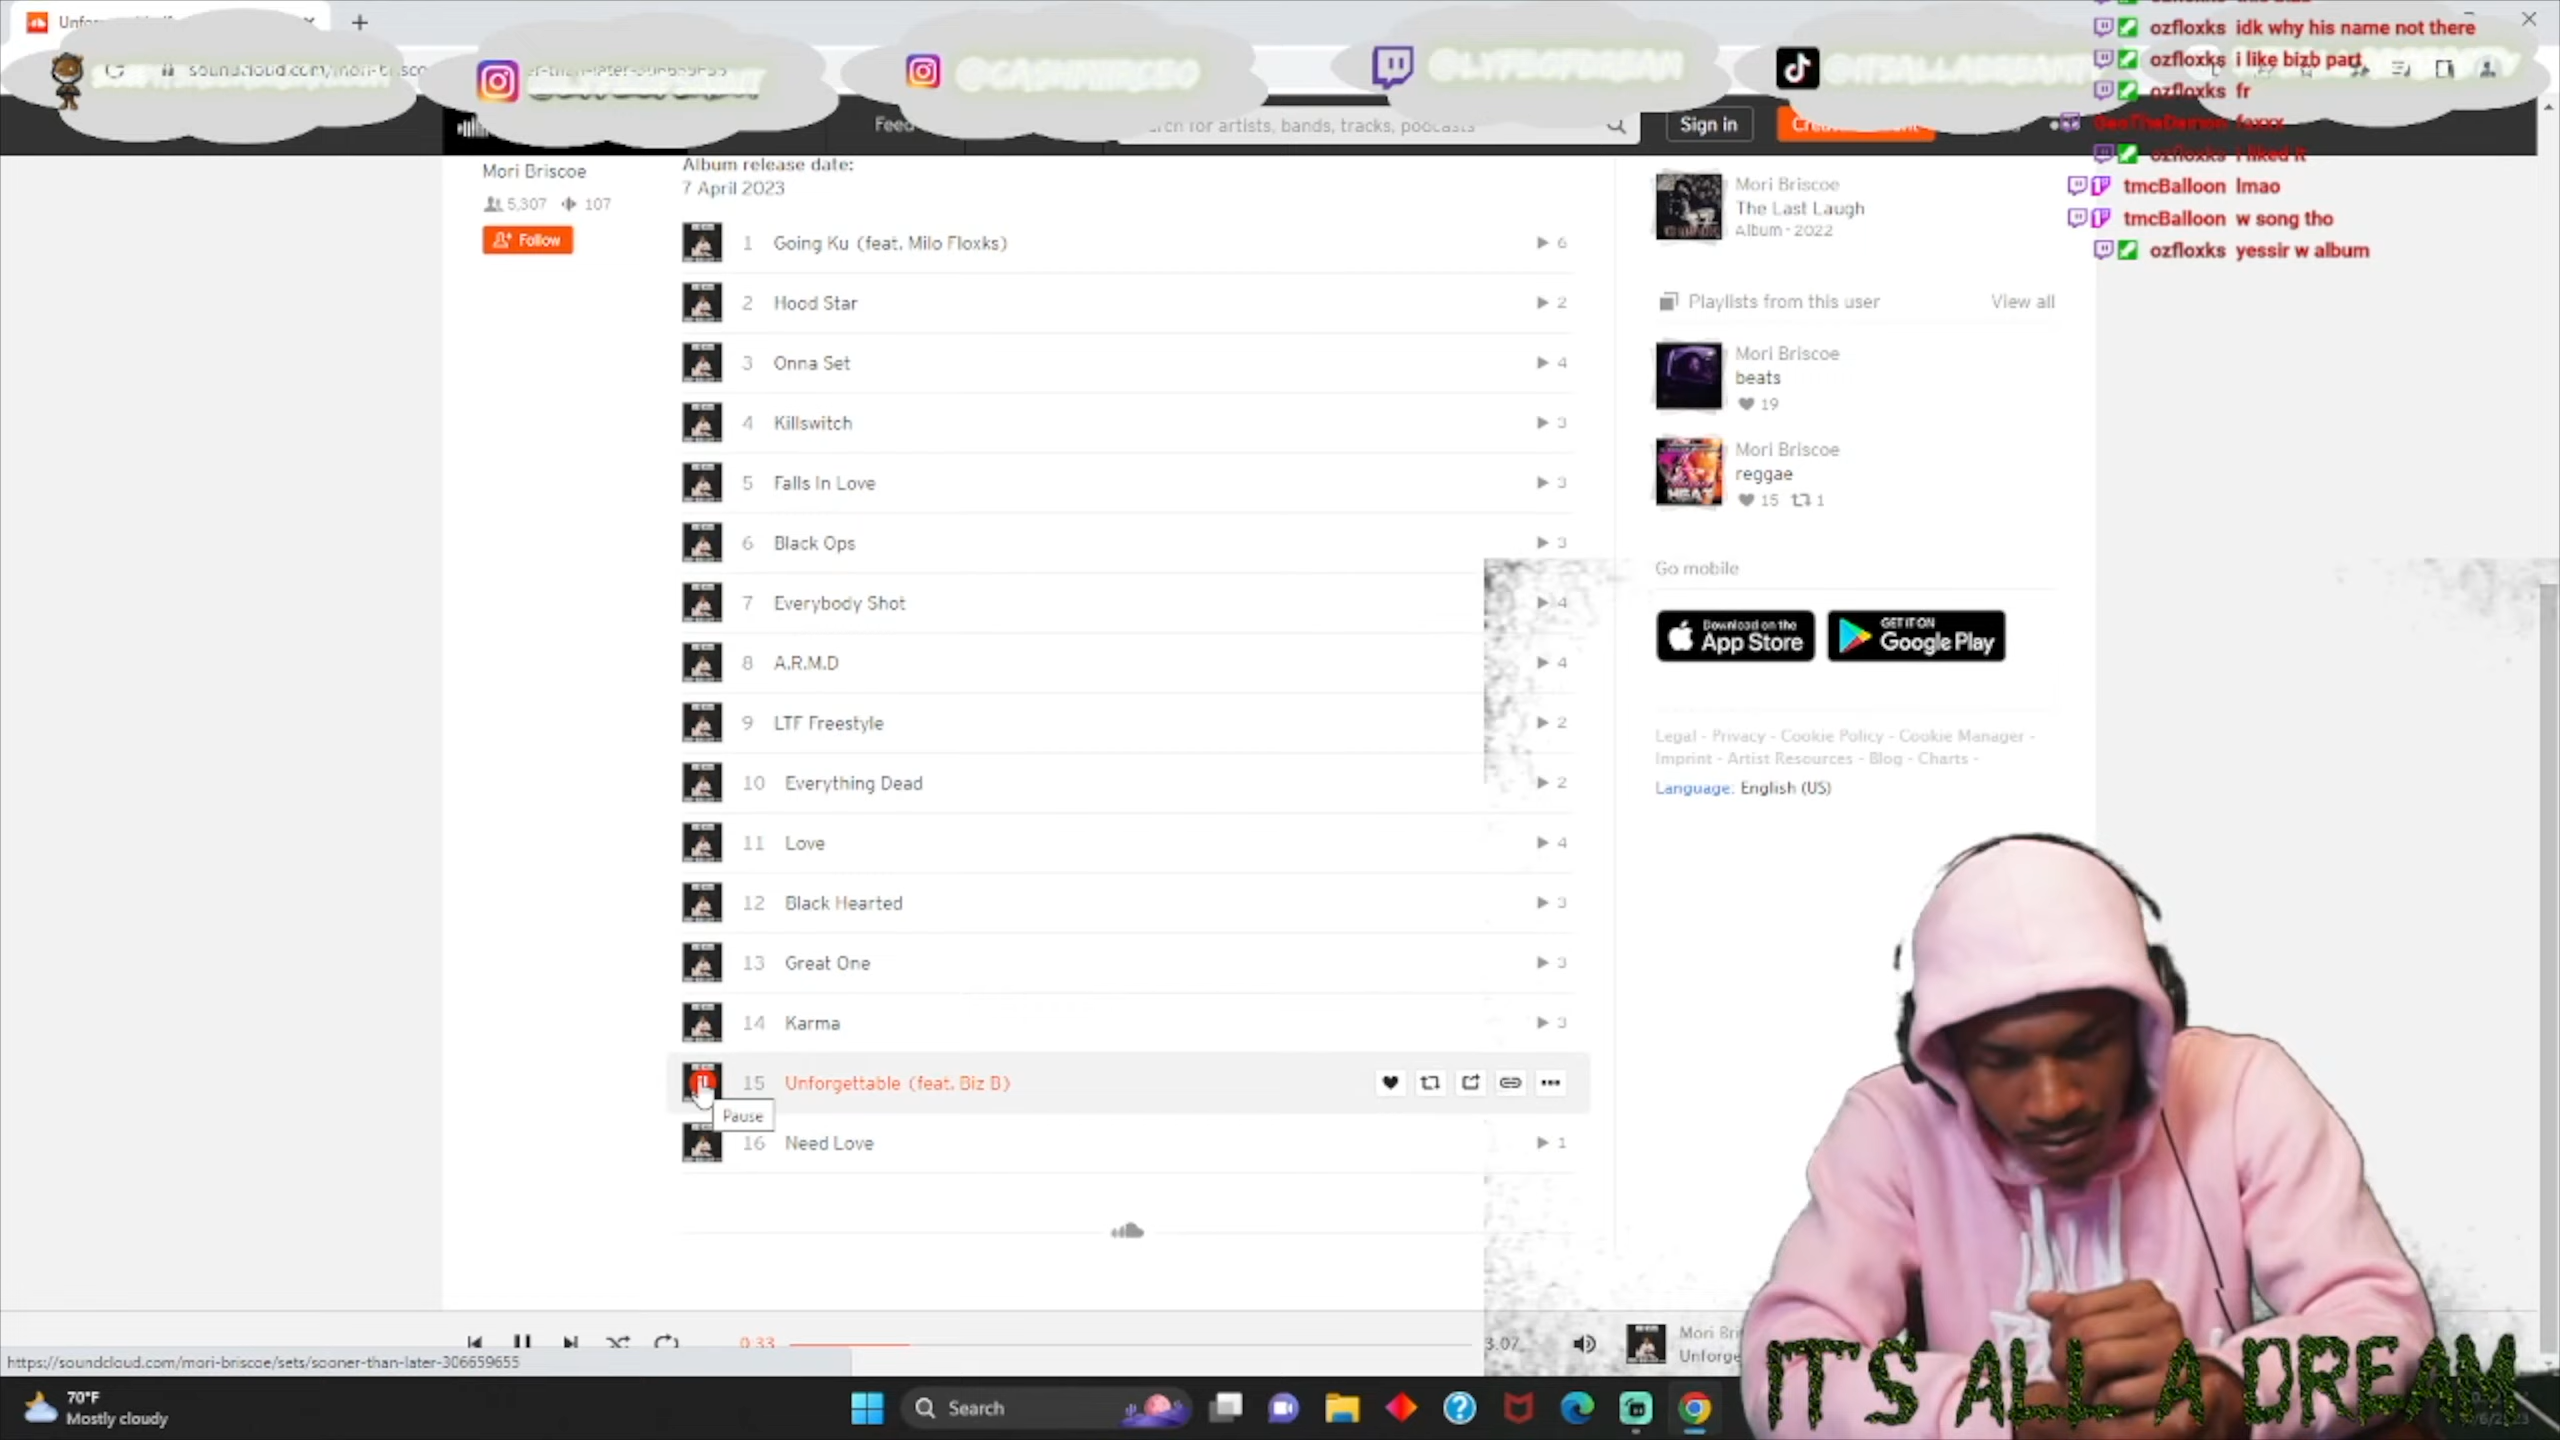 soundcloud.com/mori-brisco
Feed
Sign in
ozfloxks idk why his name not there
ozfloxks i like bizb part
ozfloxks fr
ozfloxks i liked it
tmcBalloon lmao
tmcBalloon w song tho
ozfloxks yessir w album
Mori Briscoe
5,307 107
Follow
Album release date:
7 April 2023
1 Going Ku (feat. Milo Floxks) 6
2 Hood Star 2
3 Onna Set 4
4 Killswitch 3
5 Falls In Love 3
6 Black Ops 3
7 Everybody Shot 4
8 A.R.M.D 4
9 LTF Freestyle 2
10 Everything Dead 2
11 Love 4
12 Black Hearted 3
13 Great One 3
14 Karma 3
15 Unforgettable (feat. Biz B)
Pause
16 Need Love 1
Mori Briscoe
The Last Laugh
Album · 2022
Playlists from this user View all
Mori Briscoe
beats
19
Mori Briscoe
reggae
15 1
Go mobile
Download on the
App Store
GET IT ON
Google Play
Legal - Privacy - Cookie Policy - Cookie Manager -
Imprint - Artist Resources - Blog - Charts -
Language: English (US)
0:33
3:07
Mori Bri
Unforge
https://soundcloud.com/mori-briscoe/sets/sooner-than-later-306659655
70°F
Mostly cloudy
Search
IT'S ALL A DREAM